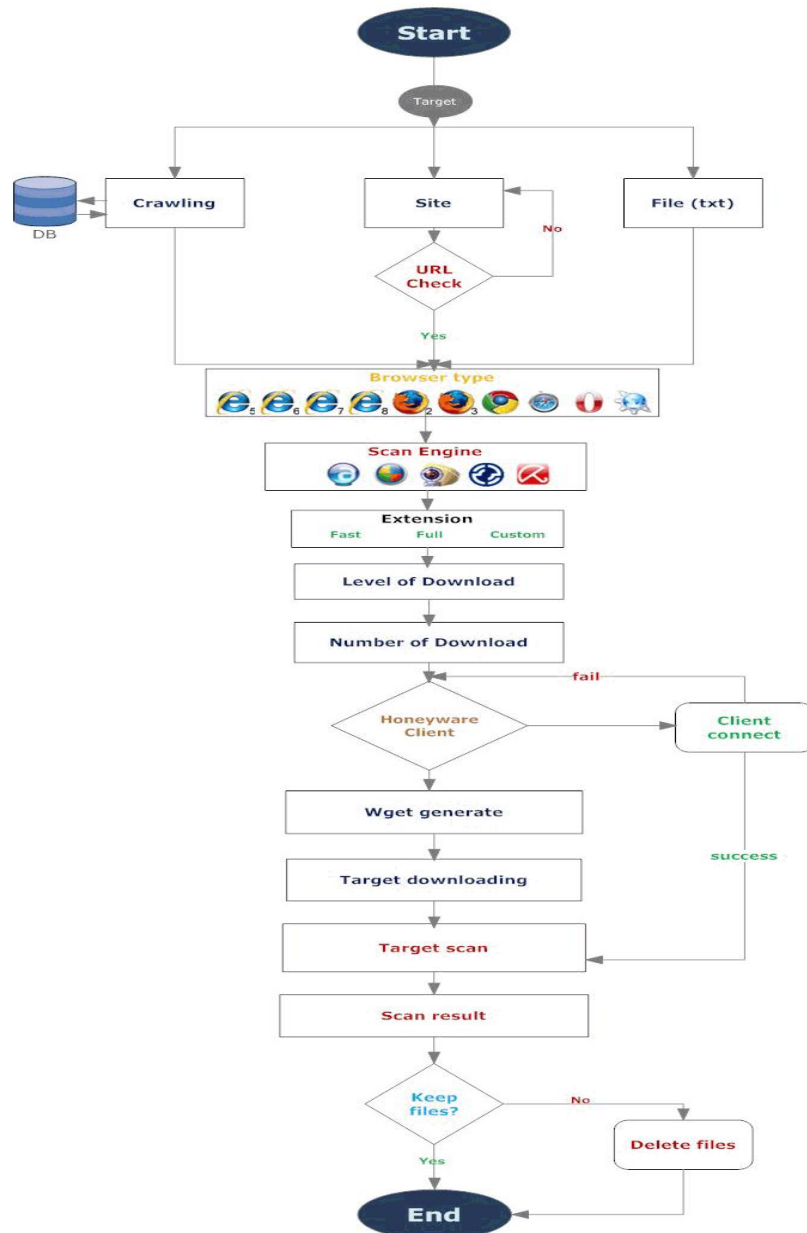 Start
Target
Crawling
Site
File (txt)
DB
No
URL
Check
Yes
Browser type
5 6 7 8 2 3
Scan Engine
Extension
Fast Full Custom
Level of Download
Number of Download
fail
Honeyware
Client
Client
connect
Wget generate
success
Target downloading
Target scan
Scan result
Keep
files?
No
Delete files
Yes
End